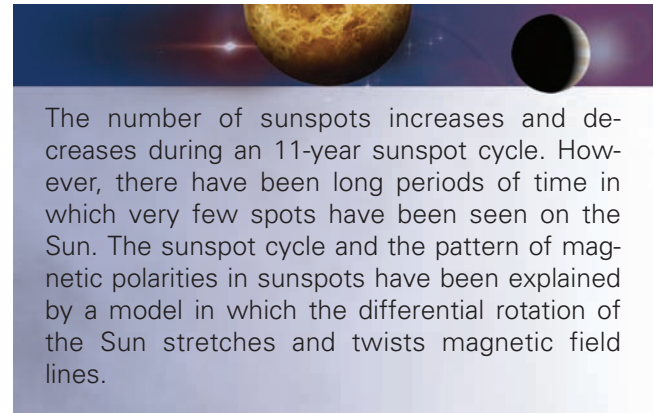 The number of sunspots increases and de-
creases during an 11-year sunspot cycle. How-
ever, there have been long periods of time in
which very few spots have been seen on the
Sun. The sunspot cycle and the pattern of mag-
netic polarities in sunspots have been explained
by a model in which the differential rotation of
the Sun stretches and twists magnetic field
lines.